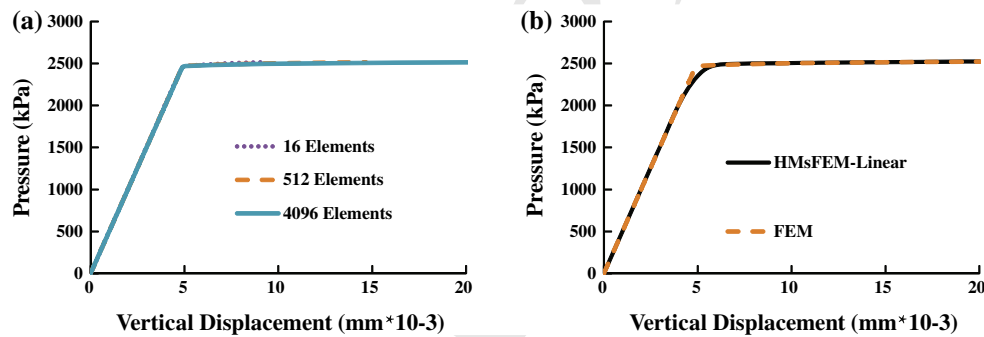 (a)
3000
2500
2000
1500
1000
500
0
Pressure (kPa)
16 Elements
512 Elements
4096 Elements
0 5 10 15 20
Vertical Displacement (mm*10-3)
(b)
3000
2500
2000
1500
1000
500
0
Pressure (kPa)
HMsFEM-Linear
FEM
0 5 10 15 20
Vertical Displacement (mm*10-3)